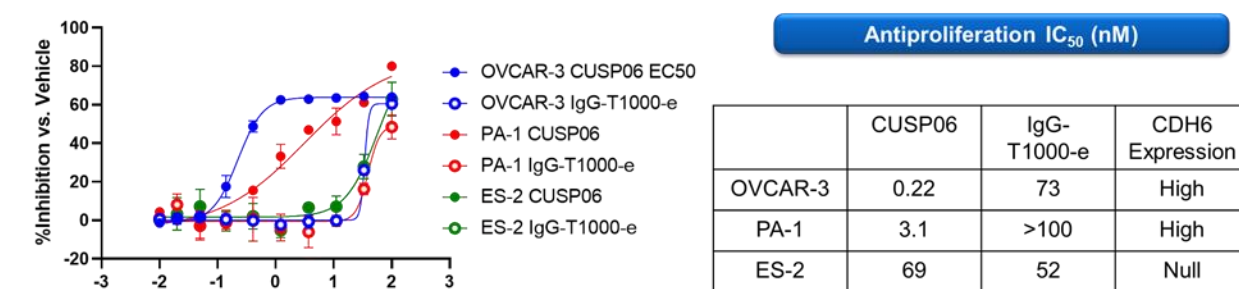 %Inhibition vs. Vehicle
100
80
60
40
20
0
-20
-3 -2 -1 0 1 2 3
OVCAR-3 CUSP06 EC50
OVCAR-3 IgG-T1000-e
PA-1 CUSP06
PA-1 IgG-T1000-e
ES-2 CUSP06
ES-2 IgG-T1000-e
Antiproliferation IC₅₀ (nM)
CUSP06 IgG-T1000-e CDH6 Expression
OVCAR-3 0.22 73 High
PA-1 3.1 >100 High
ES-2 69 52 Null